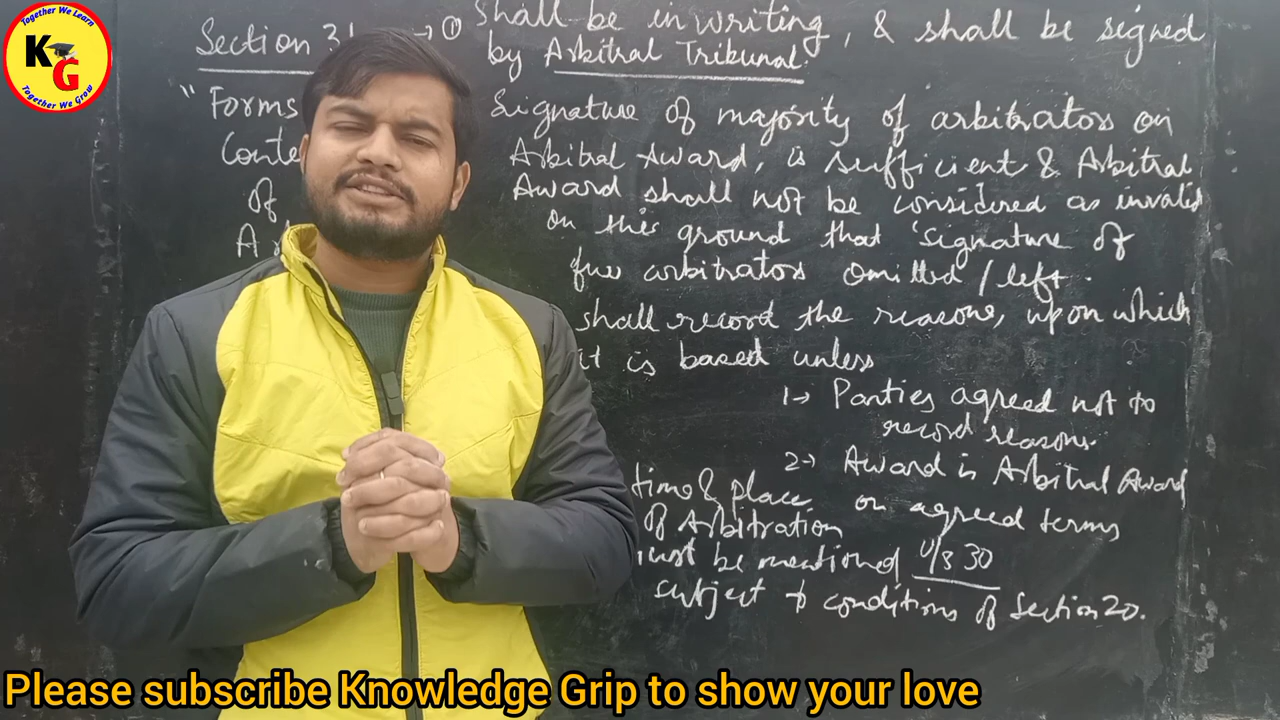 Together We Learn
KG
Together We Grow
Section 31 → ① shall be in writing, & shall be signed
by Arbitral Tribunal.
"Forms
Conte
of
Ar
Signature of majority of arbitrators on
Arbitral Award, is sufficient & Arbitral
Award shall not be considered as invalid
on this ground that 'signature of
few arbitrators omitted / left.
shall record the reasons, upon which
it is based unless
1→ Parties agreed not to
record reasons.
2→ Award is Arbitral Award
on agreed terms
U/s 30
time & place
of Arbitration
must be mentioned
subject to conditions of Section 20.
Please subscribe Knowledge Grip to show your love